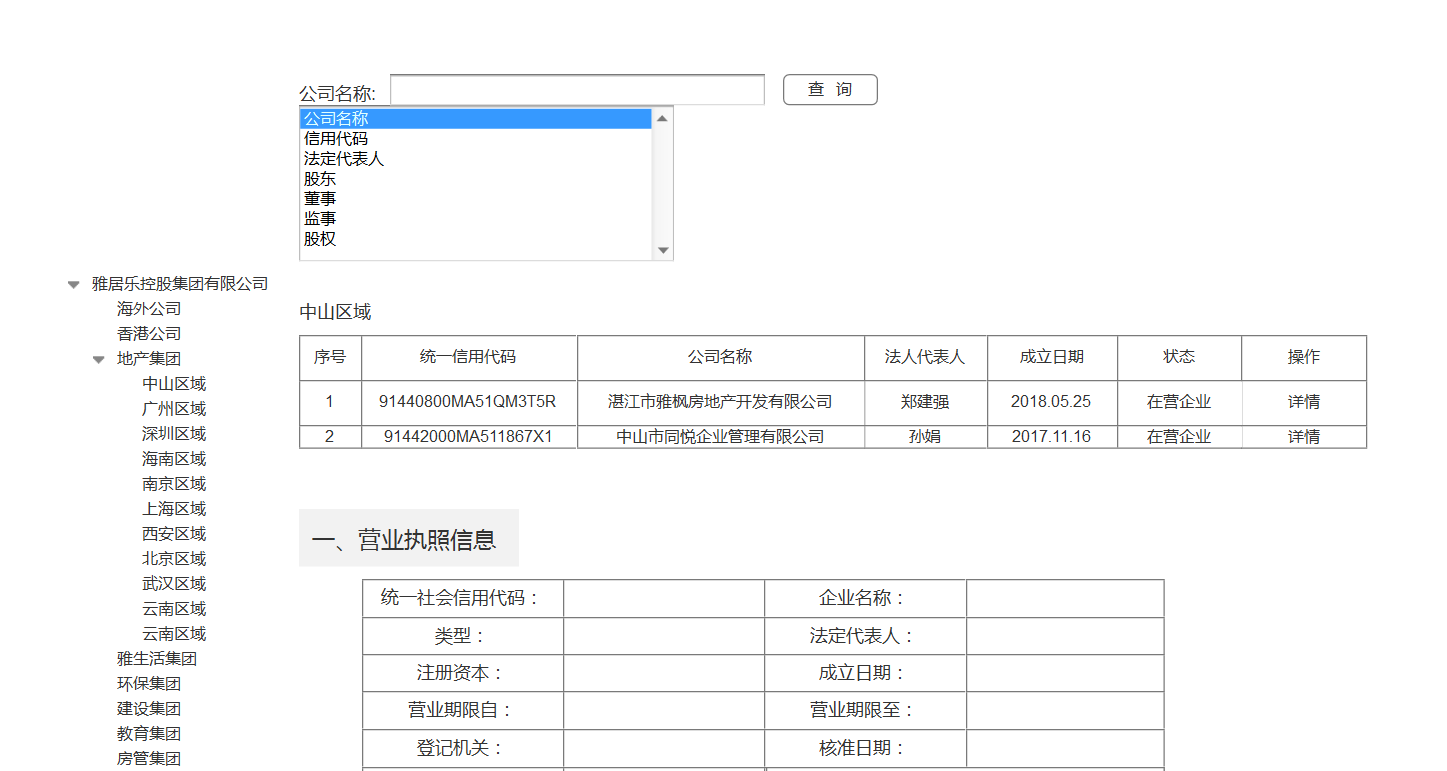 公司名称:
查 询
公司名称
信用代码
法定代表人
股东
董事
监事
股权
雅居乐控股集团有限公司
海外公司
香港公司
地产集团
中山区域
广州区域
深圳区域
海南区域
南京区域
上海区域
西安区域
北京区域
武汉区域
云南区域
云南区域
雅生活集团
环保集团
建设集团
教育集团
房管集团
中山区域
序号 统一信用代码 公司名称 法人代表人 成立日期 状态 操作
1 91440800MA51QM3T5R 湛江市雅枫房地产开发有限公司 郑建强 2018.05.25 在营企业 详情
2 91442000MA511867X1 中山市同悦企业管理有限公司 孙娟 2017.11.16 在营企业 详情
一、营业执照信息
统一社会信用代码： 企业名称：
类型： 法定代表人：
注册资本： 成立日期：
营业期限自： 营业期限至：
登记机关： 核准日期：